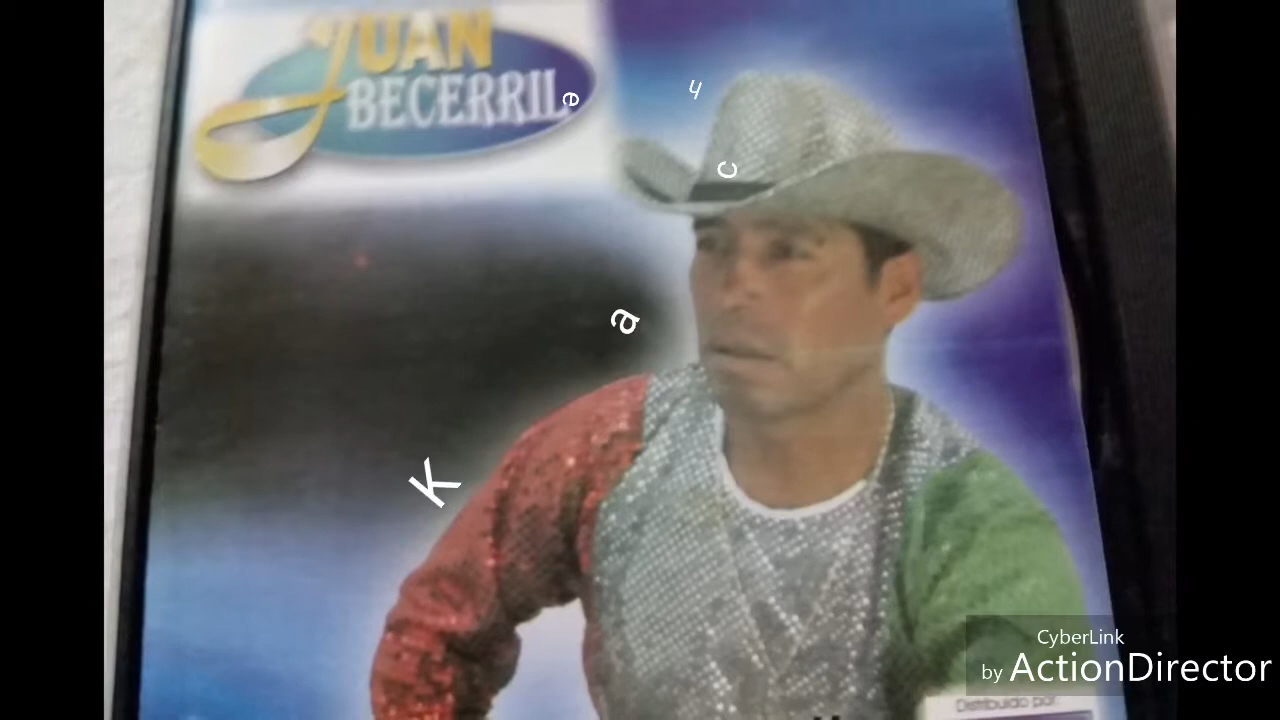 JUAN
BECERRIL
e
h
c
a
K
CyberLink
by ActionDirector
Distribuido por: